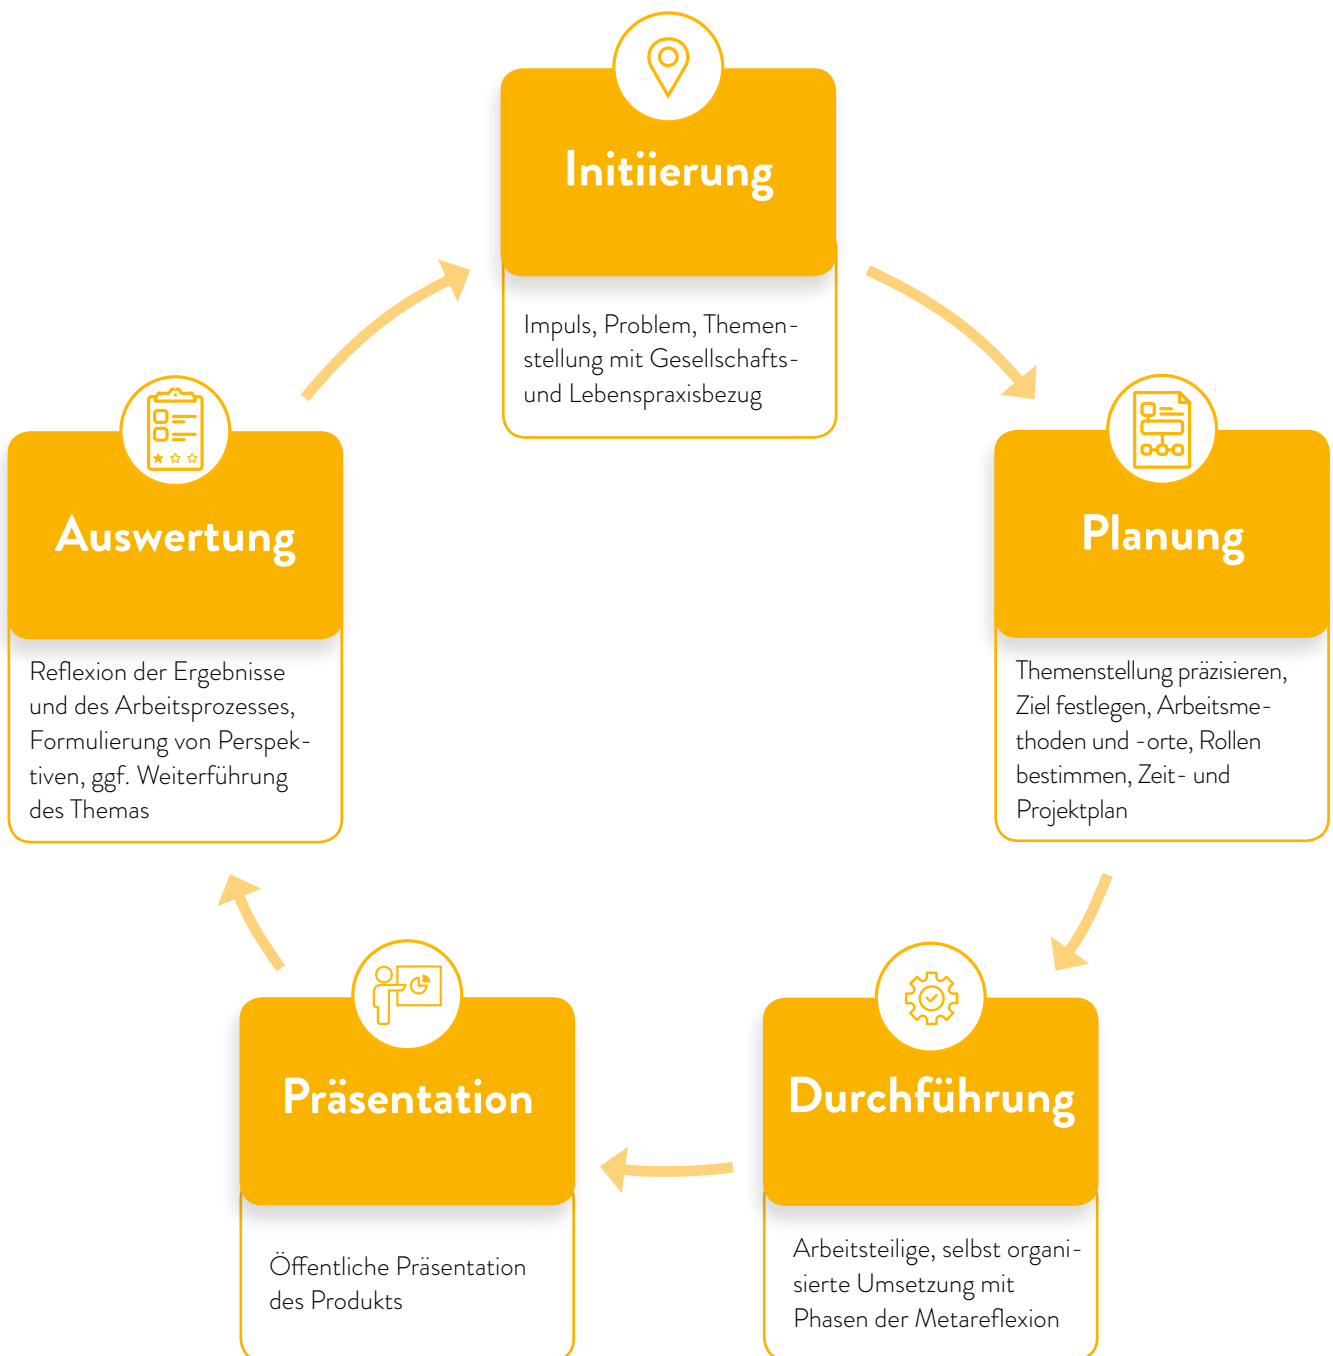 Initiierung
Impuls, Problem, Themen-
stellung mit Gesellschafts-
und Lebenspraxisbezug
Planung
Themenstellung präzisieren,
Ziel festlegen, Arbeitsme-
thoden und -orte, Rollen
bestimmen, Zeit- und
Projektplan
Durchführung
Arbeitsteilige, selbst organi-
sierte Umsetzung mit
Phasen der Metareflexion
Präsentation
Öffentliche Präsentation
des Produkts
Auswertung
Reflexion der Ergebnisse
und des Arbeitsprozesses,
Formulierung von Perspek-
tiven, ggf. Weiterführung
des Themas